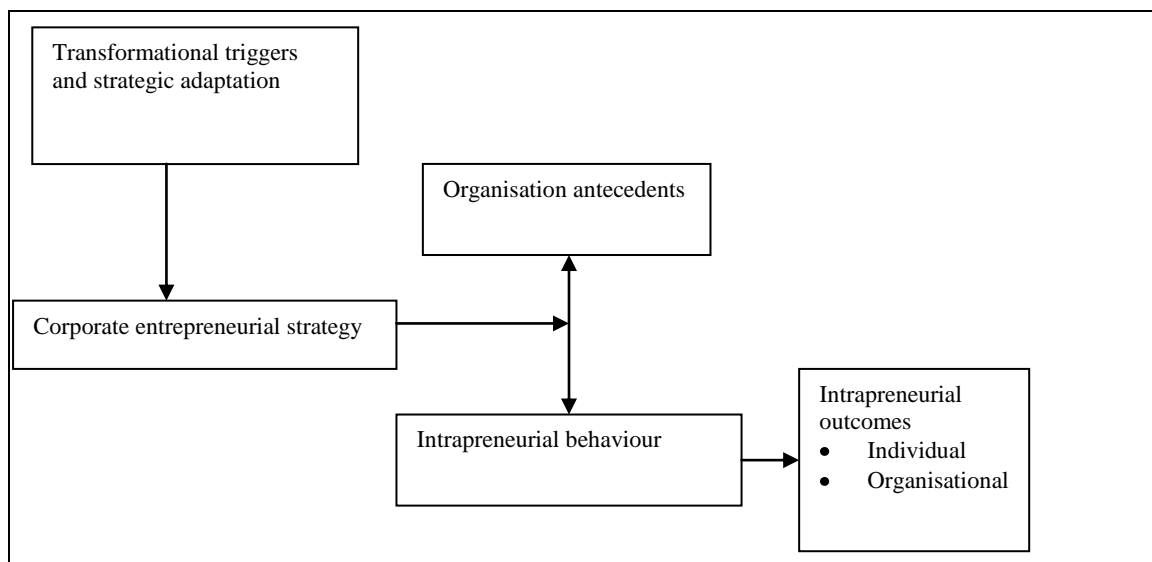 Transformational triggers
and strategic adaptation
Organisation antecedents
Corporate entrepreneurial strategy
Intrapreneurial behaviour
Intrapreneurial
outcomes
• Individual
• Organisational